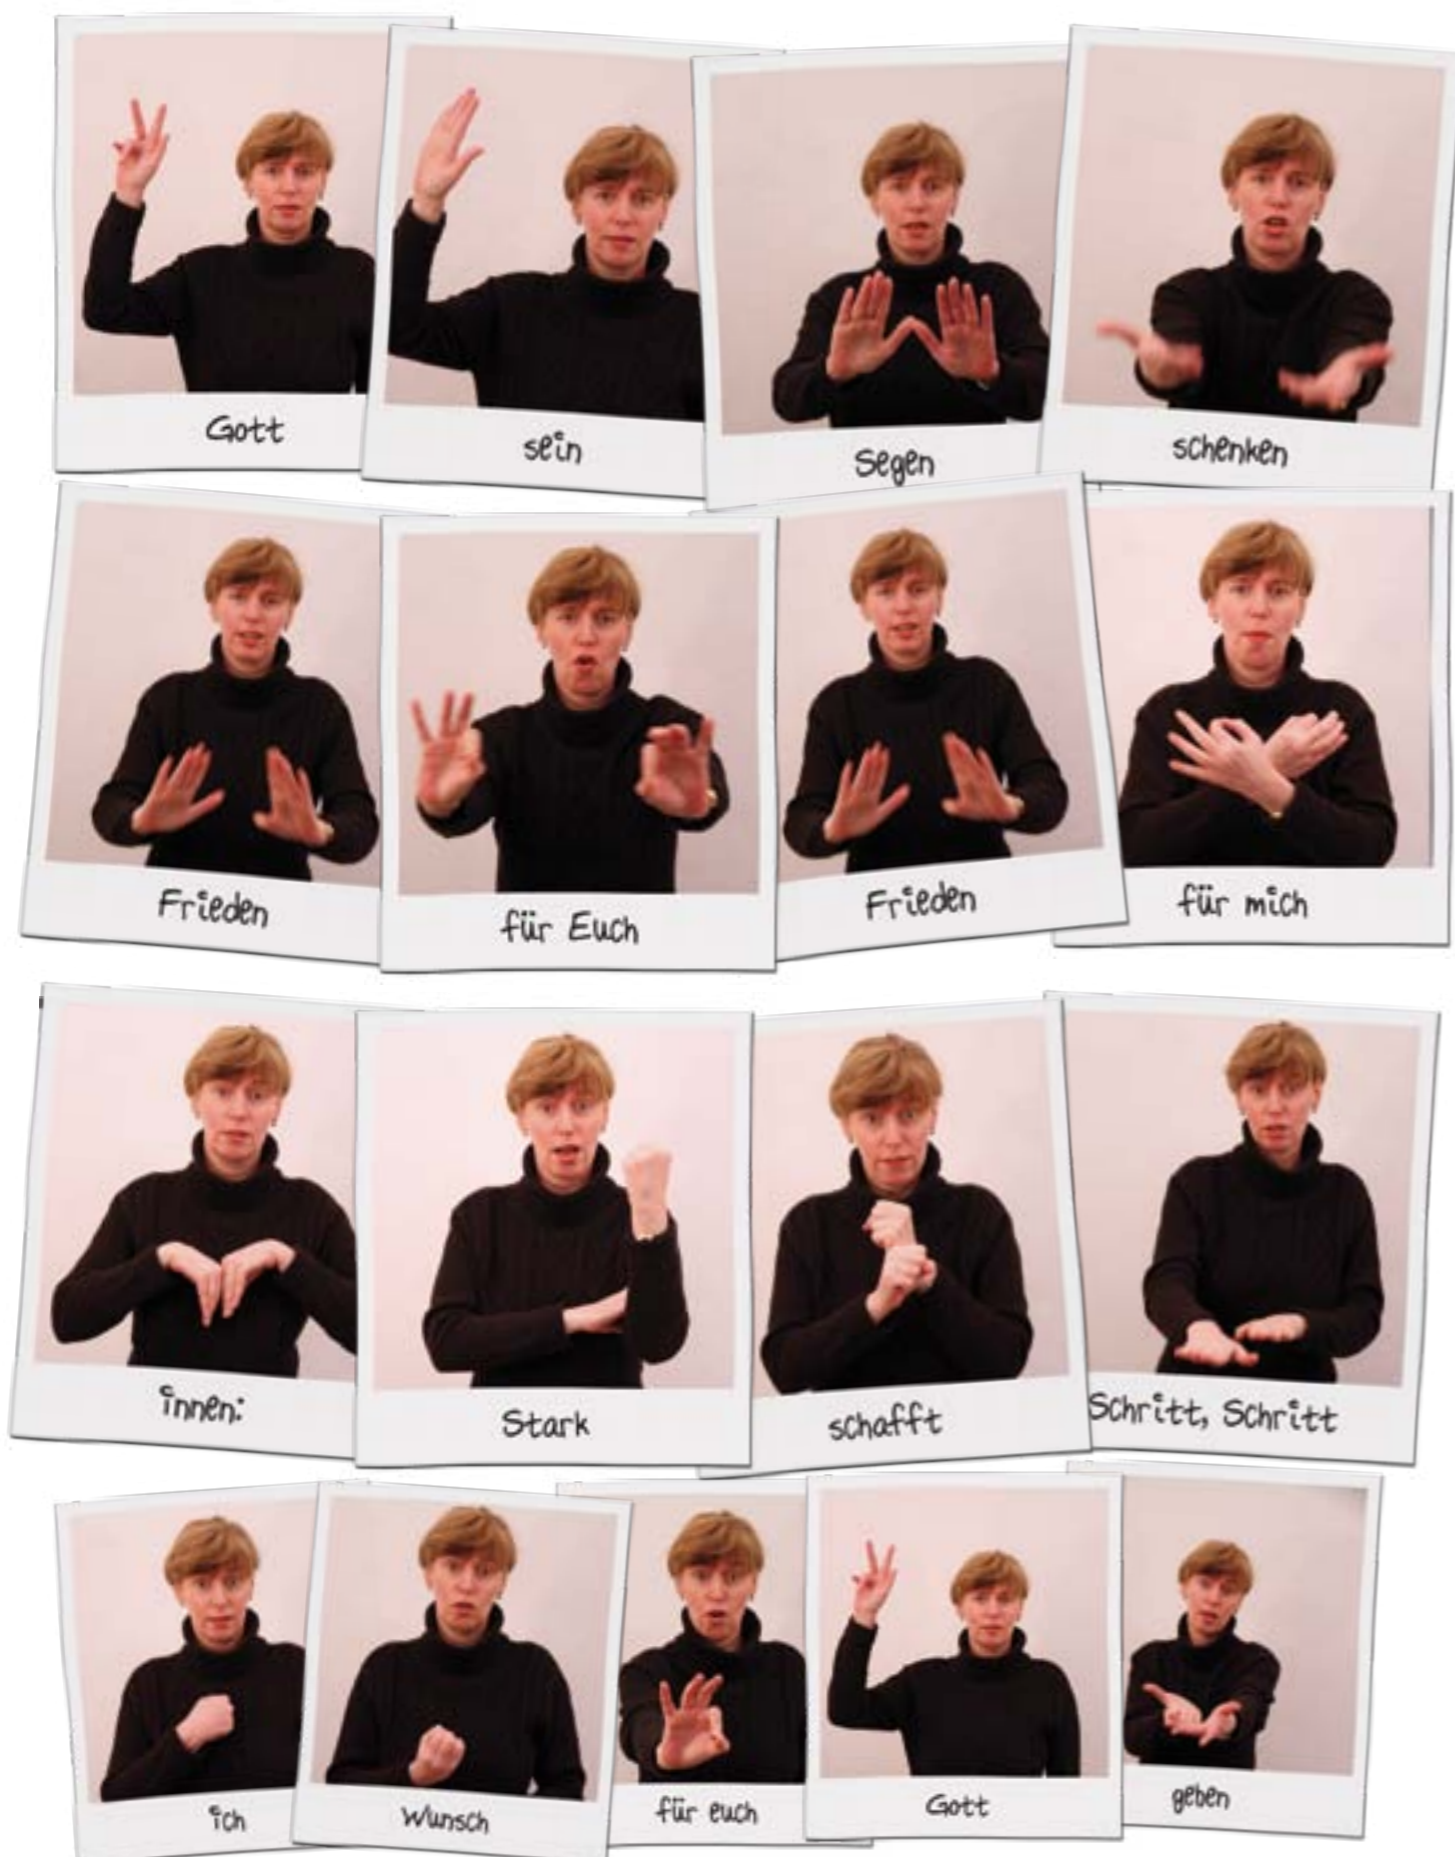 Gott
sein
Segen
schenken
Frieden
für Euch
Frieden
für mich
innen:
Stark
schafft
Schritt, Schritt
ich
Wunsch
für euch
Gott
geben